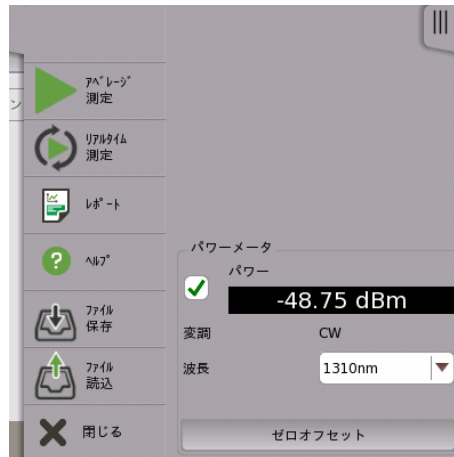 ン
ｱﾍﾞﾚｰｼﾞ
測定
ﾘｱﾙﾀｲﾑ
測定
ﾚﾎﾟｰﾄ
ﾍﾙﾌﾟ
ﾌｧｲﾙ
保存
ﾌｧｲﾙ
読込
閉じる
パワーメータ
パワー
-48.75 dBm
変調 CW
波長 1310nm
ゼロオフセット